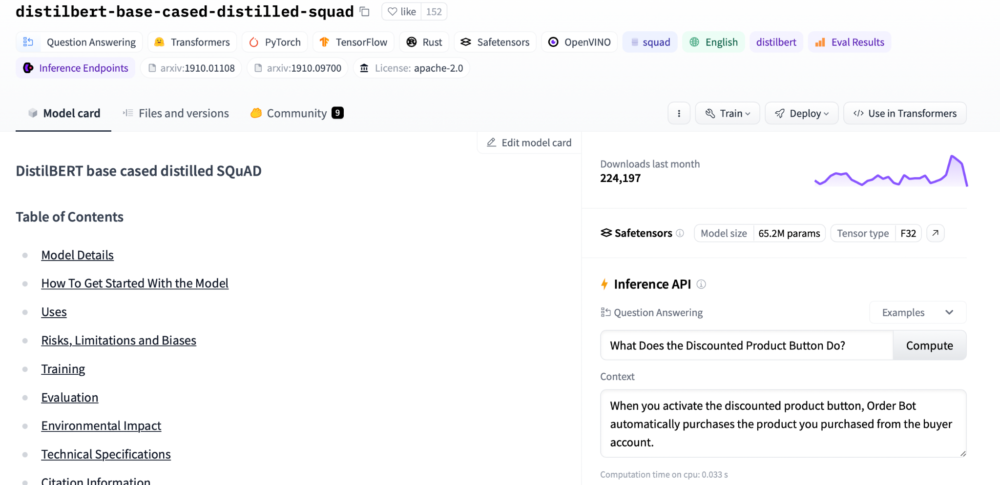 distilbert-base-cased-distilled-squad like 152
Question Answering Transformers PyTorch TensorFlow Rust Safetensors OpenVINO squad English distilbert Eval Results
Inference Endpoints arxiv:1910.01108 arxiv:1910.09700 License: apache-2.0
Model card Files and versions Community 9 Train Deploy </> Use in Transformers
Edit model card
DistilBERT base cased distilled SQuAD
Table of Contents
Model Details
How To Get Started With the Model
Uses
Risks, Limitations and Biases
Training
Evaluation
Environmental Impact
Technical Specifications
Citation Information
Downloads last month
224,197
Safetensors Model size 65.2M params Tensor type F32
Inference API
Question Answering Examples
What Does the Discounted Product Button Do? Compute
Context
When you activate the discounted product button, Order Bot
automatically purchases the product you purchased from the buyer
account.
Computation time on cpu: 0.033 s